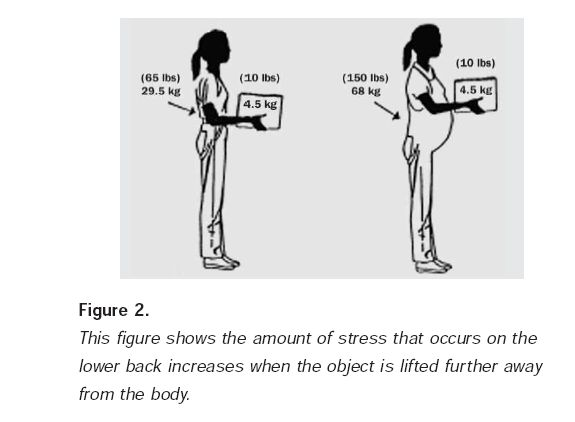 (65 lbs)
29.5 kg
(10 lbs)
4.5 kg
(150 lbs)
68 kg
(10 lbs)
4.5 kg
Figure 2.
This figure shows the amount of stress that occurs on the
lower back increases when the object is lifted further away
from the body.